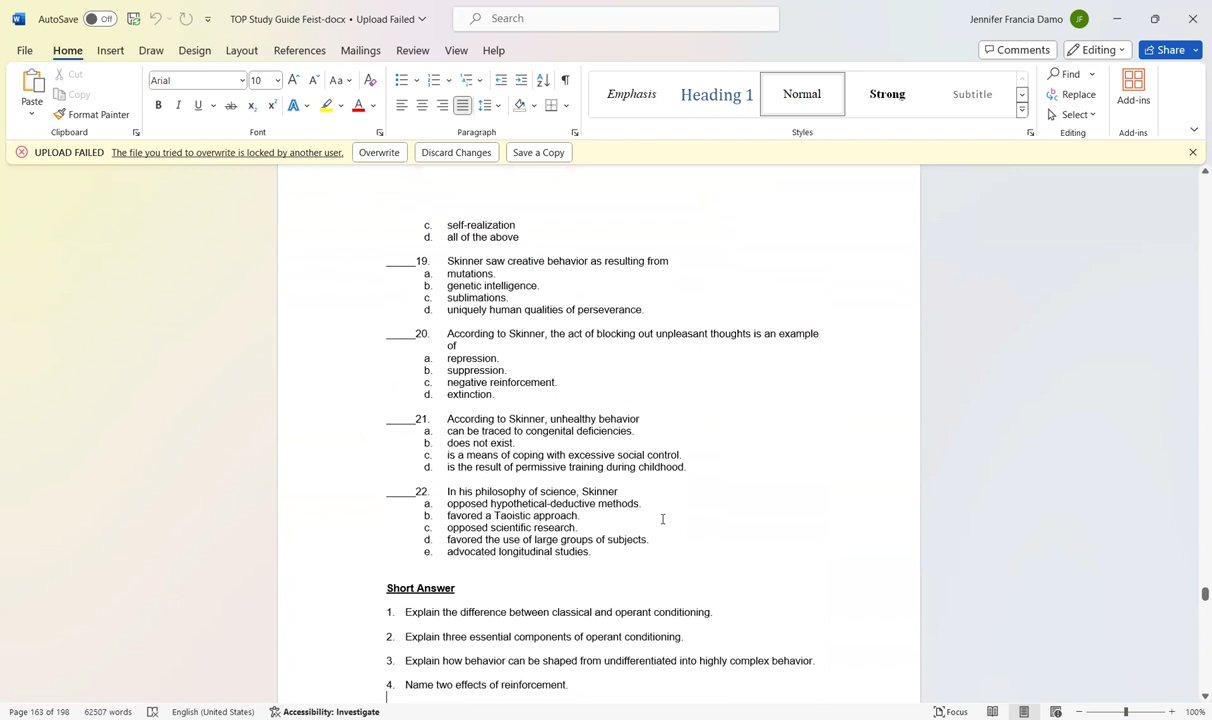 AutoSave Off TOP Study Guide Feist-docx • Upload Failed Search Jennifer Francia Damo JF
File Home Insert Draw Design Layout References Mailings Review View Help Comments Editing Share
Paste Cut Copy Format Painter Clipboard
Arial 10 Font
Paragraph
Emphasis Heading 1 Normal Strong Subtitle Styles
Find Replace Select Editing
Add-ins Add-ins
UPLOAD FAILED The file you tried to overwrite is locked by another user. Overwrite Discard Changes Save a Copy
c. self-realization
d. all of the above
_____19. Skinner saw creative behavior as resulting from
a. mutations.
b. genetic intelligence.
c. sublimations.
d. uniquely human qualities of perseverance.
_____20. According to Skinner, the act of blocking out unpleasant thoughts is an example
of
a. repression.
b. suppression.
c. negative reinforcement.
d. extinction.
_____21. According to Skinner, unhealthy behavior
a. can be traced to congenital deficiencies.
b. does not exist.
c. is a means of coping with excessive social control.
d. is the result of permissive training during childhood.
_____22. In his philosophy of science, Skinner
a. opposed hypothetical-deductive methods.
b. favored a Taoistic approach.
c. opposed scientific research.
d. favored the use of large groups of subjects.
e. advocated longitudinal studies.
Short Answer
1. Explain the difference between classical and operant conditioning.
2. Explain three essential components of operant conditioning.
3. Explain how behavior can be shaped from undifferentiated into highly complex behavior.
4. Name two effects of reinforcement.
Page 163 of 198 62507 words English (United States) Accessibility: Investigate Focus 100%